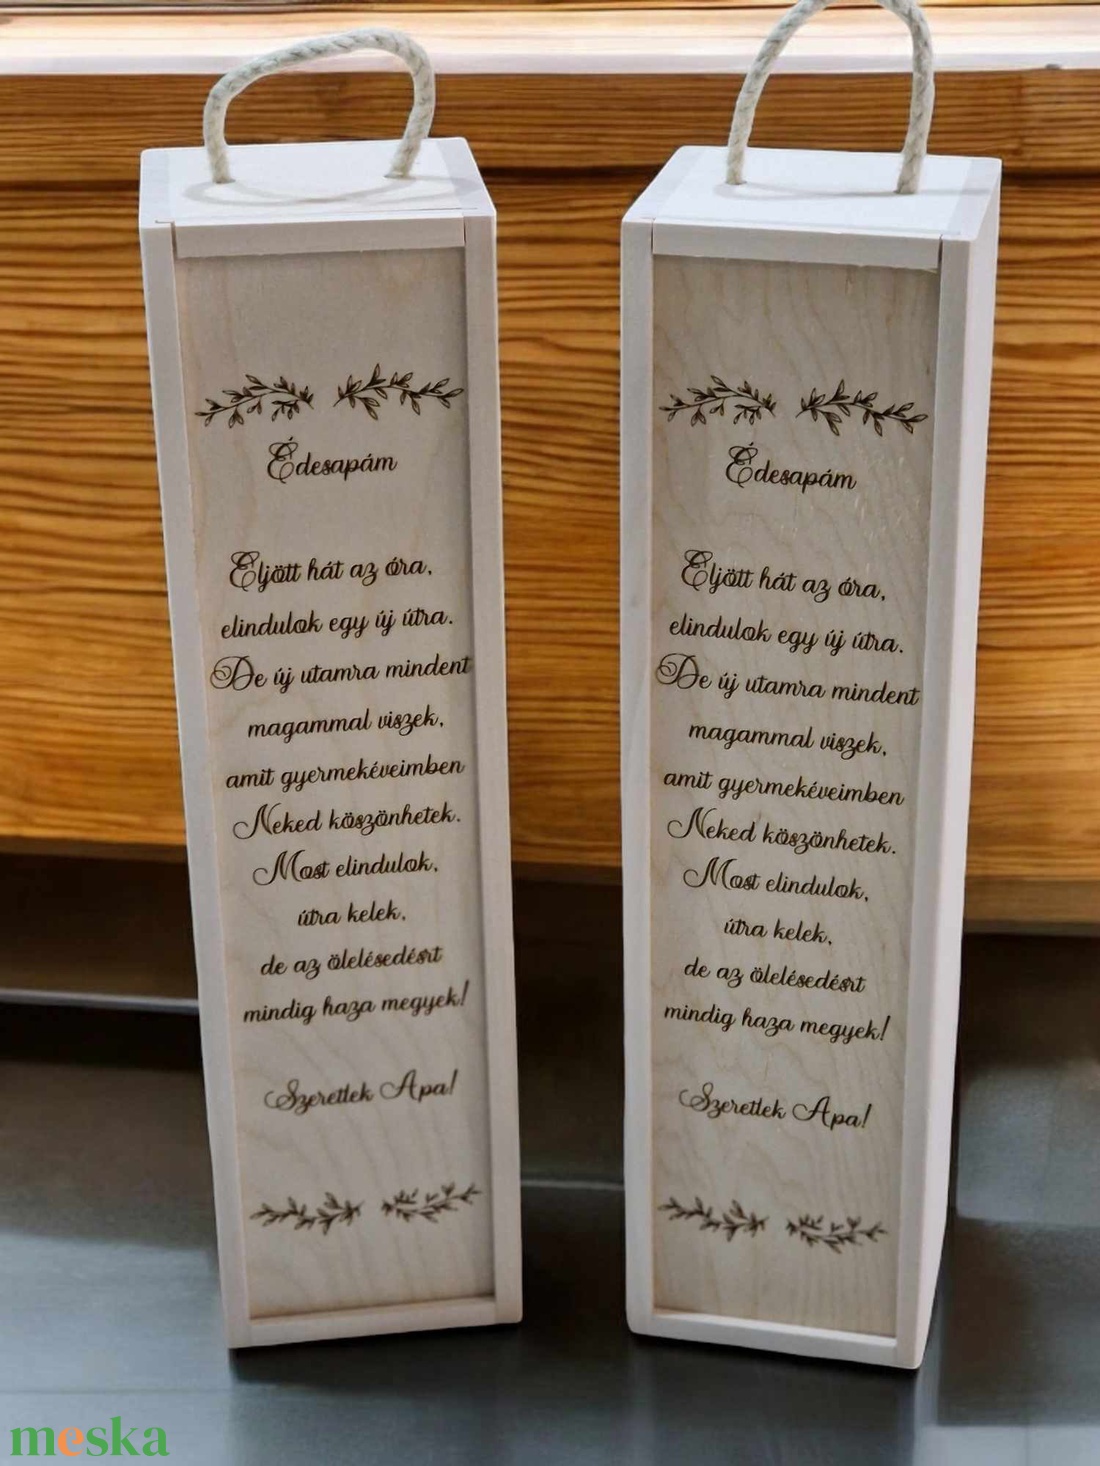 Édesapám
Eljött hát az óra,
elindulok egy új útra.
De új utamra mindent
magammal viszek,
amit gyermekéveimben
Neked köszönhetek.
Most elindulok,
útra kelek,
de az ölelésedésrt
mindig haza megyek!
Szeretlek Apa!
Édesapám
Eljött hát az óra,
elindulok egy új útra.
De új utamra mindent
magammal viszek,
amit gyermekéveimben
Neked köszönhetek.
Most elindulok,
útra kelek,
de az ölelésedésrt
mindig haza megyek!
Szeretlek Apa!
meska